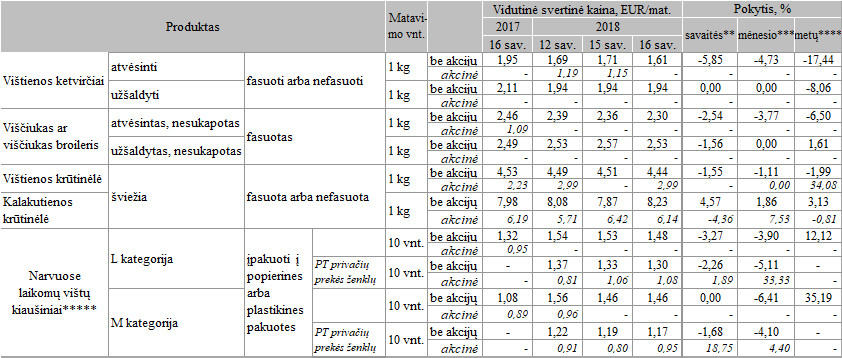 Produktas Matavi-mo vnt. Vidutinė svertinė kaina, EUR/mat. Pokytis, %
2017 2018 savaitės** mėnesio*** metų****
16 sav. 12 sav. 15 sav. 16 sav.
Vištienos ketvirčiai atvėsinti fasuoti arba nefasuoti 1 kg be akcijų 1,95 1,69 1,71 1,61 -5,85 -4,73 -17,44
akcinė - 1,19 1,15 - - - -
užšaldyti 1 kg be akcijų 2,11 1,94 1,94 1,94 0,00 0,00 -8,06
akcinė - - - - - - -
Viščiukas ar viščiukas broileris atvėsintas, nesukapotas fasuotas 1 kg be akcijų 2,46 2,39 2,36 2,30 -2,54 -3,77 -6,50
akcinė 1,09 - - - - - -
užšaldytas, nesukapotas 1 kg be akcijų 2,49 2,53 2,57 2,53 -1,56 0,00 1,61
akcinė - - - - - - -
Vištienos krūtinėlė šviežia fasuota arba nefasuota 1 kg be akcijų 4,53 4,49 4,51 4,44 -1,55 -1,11 -1,99
akcinė 2,23 2,99 - 2,99 - 0,00 34,08
Kalakutienos krūtinėlė 1 kg be akcijų 7,98 8,08 7,87 8,23 4,57 1,86 3,13
akcinė 6,19 5,71 6,42 6,14 -4,36 7,53 -0,81
Narvuose laikomų vištų kiaušiniai***** L kategorija įpakuoti į popierines arba plastikines pakuotes 10 vnt. be akcijų 1,32 1,54 1,53 1,48 -3,27 -3,90 12,12
akcinė 0,95 - - - - - -
PT privačių prekės ženklų 10 vnt. be akcijų - 1,37 1,33 1,30 -2,26 -5,11 -
akcinė - 0,81 1,06 1,08 1,89 33,33 -
M kategorija 10 vnt. be akcijų 1,08 1,56 1,46 1,46 0,00 -6,41 35,19
akcinė 0,89 0,96 - - - - -
PT privačių prekės ženklų 10 vnt. be akcijų - 1,22 1,19 1,17 -1,68 -4,10 -
akcinė - 0,91 0,80 0,95 18,75 4,40 -